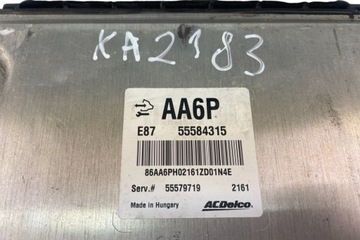 KA2183
AA6P
E87 55584315
86AA6PH02161ZD01N4E
Serv.# 55579719 2161
Made in Hungary ACDelco